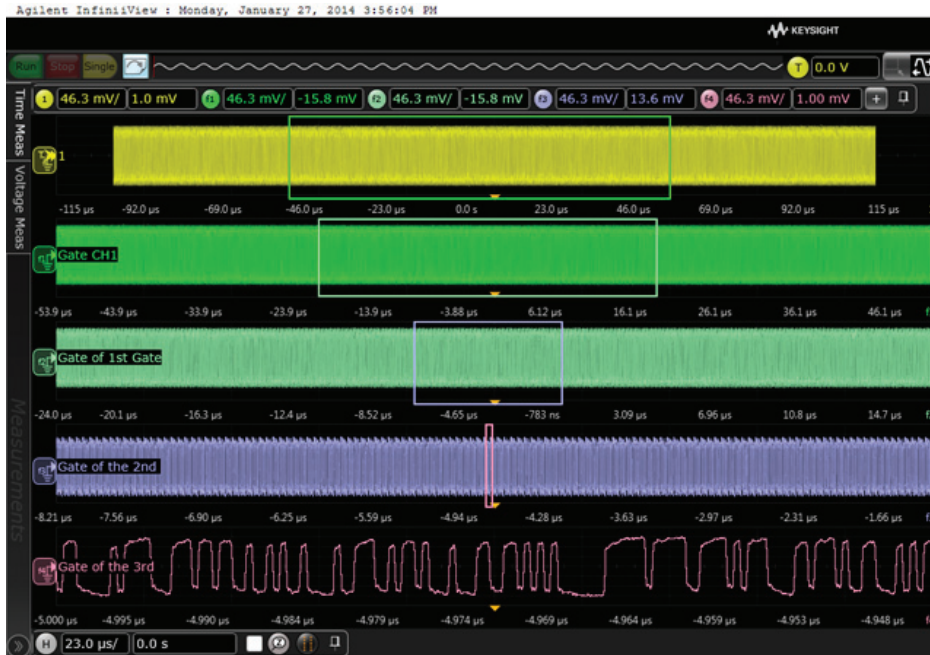 Agilent InfiniiView : Monday, January 27, 2014 3:56:04 PM
KEYSIGHT
Run Stop Single T 0.0 V
1 46.3 mV/ 1.0 mV f1 46.3 mV/ -15.8 mV f2 46.3 mV/ -15.8 mV f3 46.3 mV/ 13.6 mV f4 46.3 mV/ 1.00 mV +
Time Meas
Voltage Meas
Measurements
1
-115 µs -92.0 µs -69.0 µs -46.0 µs -23.0 µs 0.0 s 23.0 µs 46.0 µs 69.0 µs 92.0 µs 115 µs
Gate CH1
-53.9 µs -43.9 µs -33.9 µs -23.9 µs -13.9 µs -3.88 µs 6.12 µs 16.1 µs 26.1 µs 36.1 µs 46.1 µs
Gate of 1st Gate
-24.0 µs -20.1 µs -16.3 µs -12.4 µs -8.52 µs -4.65 µs -783 ns 3.09 µs 6.96 µs 10.8 µs 14.7 µs
Gate of the 2nd
-8.21 µs -7.56 µs -6.90 µs -6.25 µs -5.59 µs -4.94 µs -4.28 µs -3.63 µs -2.97 µs -2.31 µs -1.66 µs
Gate of the 3rd
-5.000 µs -4.995 µs -4.990 µs -4.984 µs -4.979 µs -4.974 µs -4.969 µs -4.964 µs -4.959 µs -4.953 µs -4.948 µs
H 23.0 µs/ 0.0 s